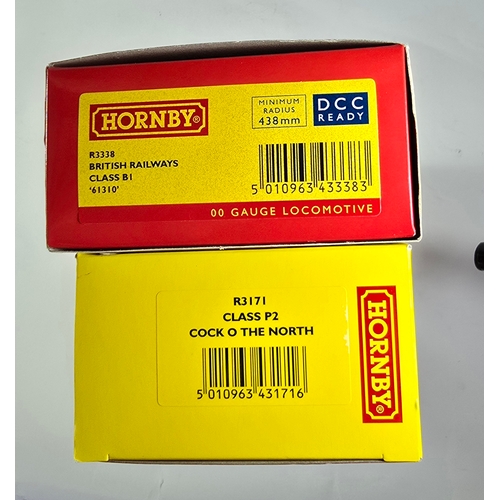 HORNBY®
MINIMUM
RADIUS
438mm
DCC
READY
R3338
BRITISH RAILWAYS
CLASS B1
'61310'
5 010963 433383
00 GAUGE LOCOMOTIVE
R3171
CLASS P2
COCK O THE NORTH
5 010963 431716
HORNBY®